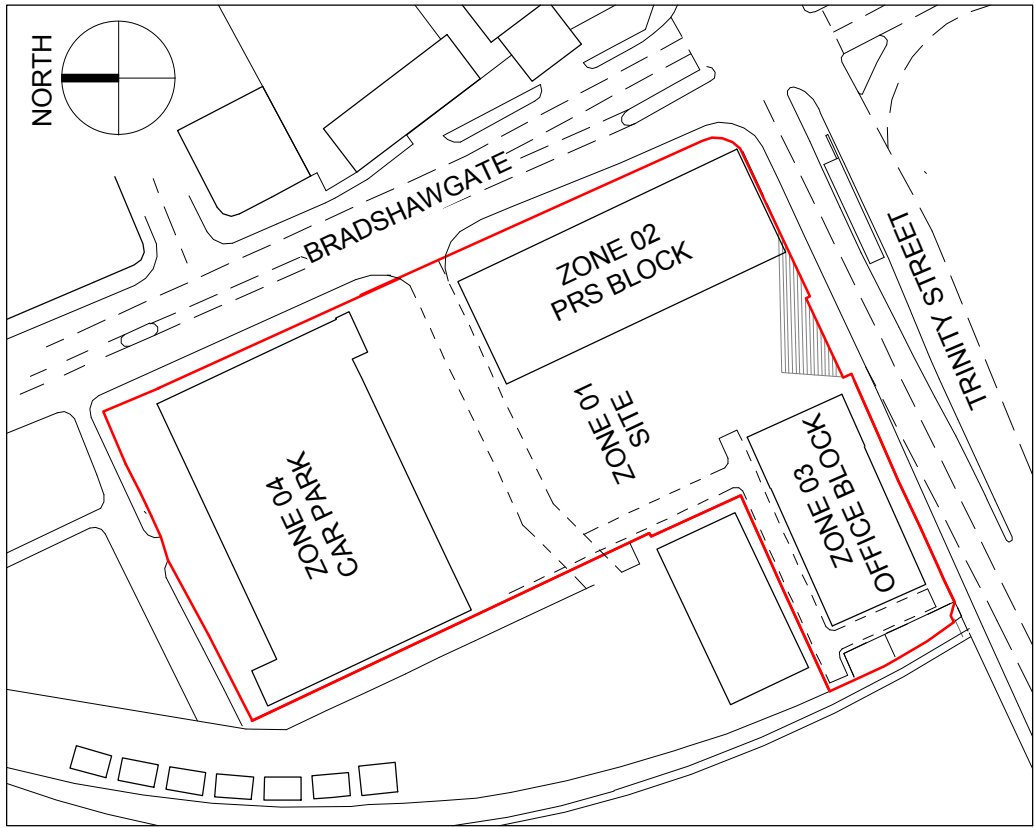 NORTH
BRADSHAWGATE
ZONE 02
PRS BLOCK
TRINITY STREET
ZONE 01
SITE
ZONE 04
CAR PARK
ZONE 03
OFFICE BLOCK